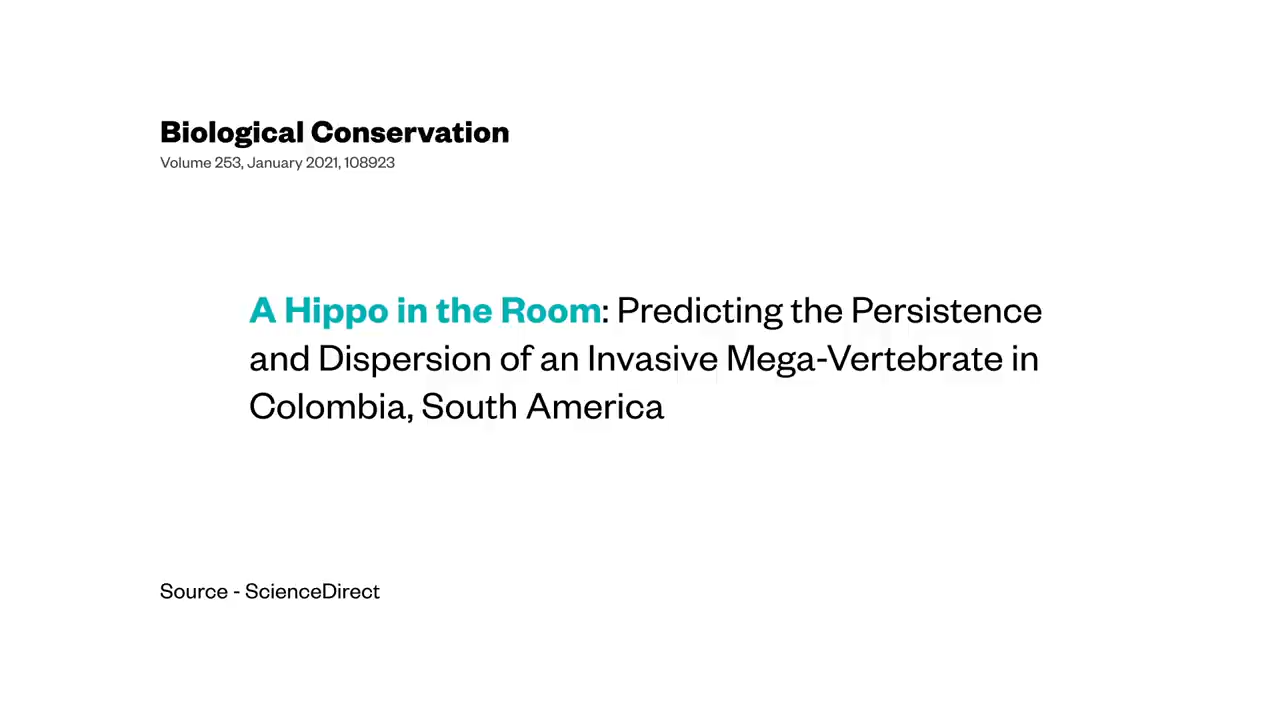 Biological Conservation
Volume 253, January 2021, 108923
A Hippo in the Room: Predicting the Persistence
and Dispersion of an Invasive Mega-Vertebrate in
Colombia, South America
Source - ScienceDirect